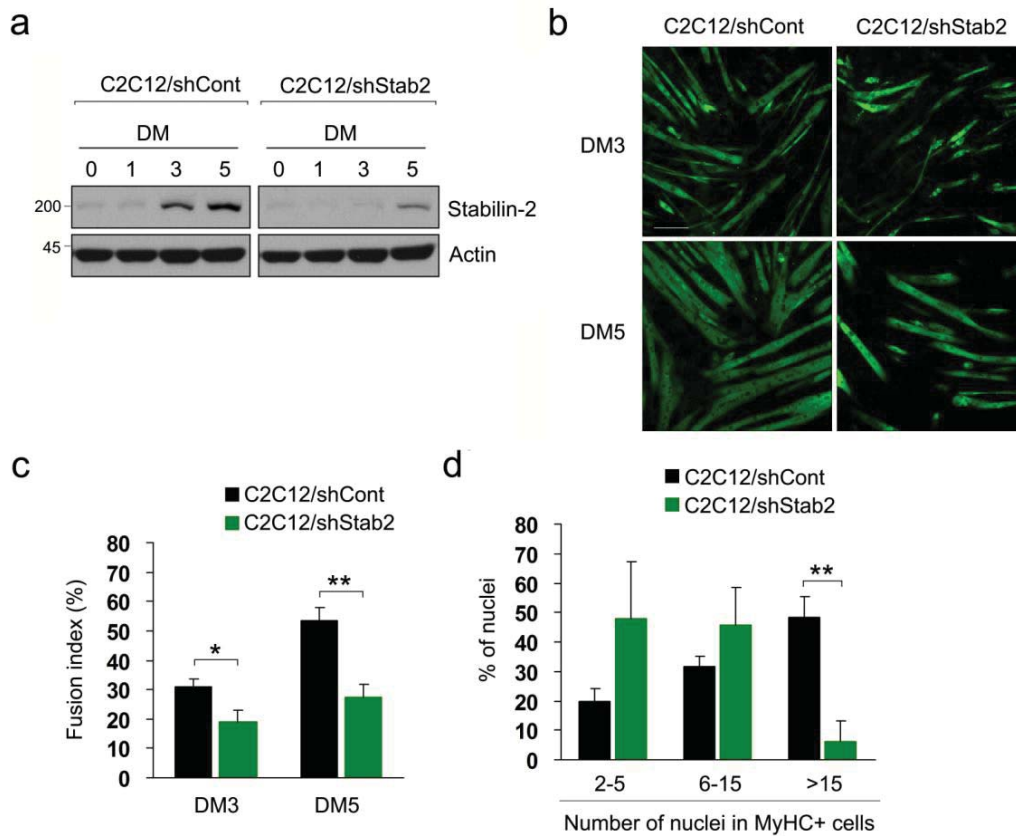 a
C2C12/shCont C2C12/shStab2
DM DM
0 1 3 5 0 1 3 5
200 Stabilin-2
45 Actin
b
C2C12/shCont C2C12/shStab2
DM3
DM5
c
C2C12/shCont
C2C12/shStab2
Fusion index (%)
80
70
60
50
40
30
20
10
0
*
**
DM3 DM5
d
C2C12/shCont
C2C12/shStab2
% of nuclei
80
70
60
50
40
30
20
10
0
**
2-5 6-15 >15
Number of nuclei in MyHC+ cells